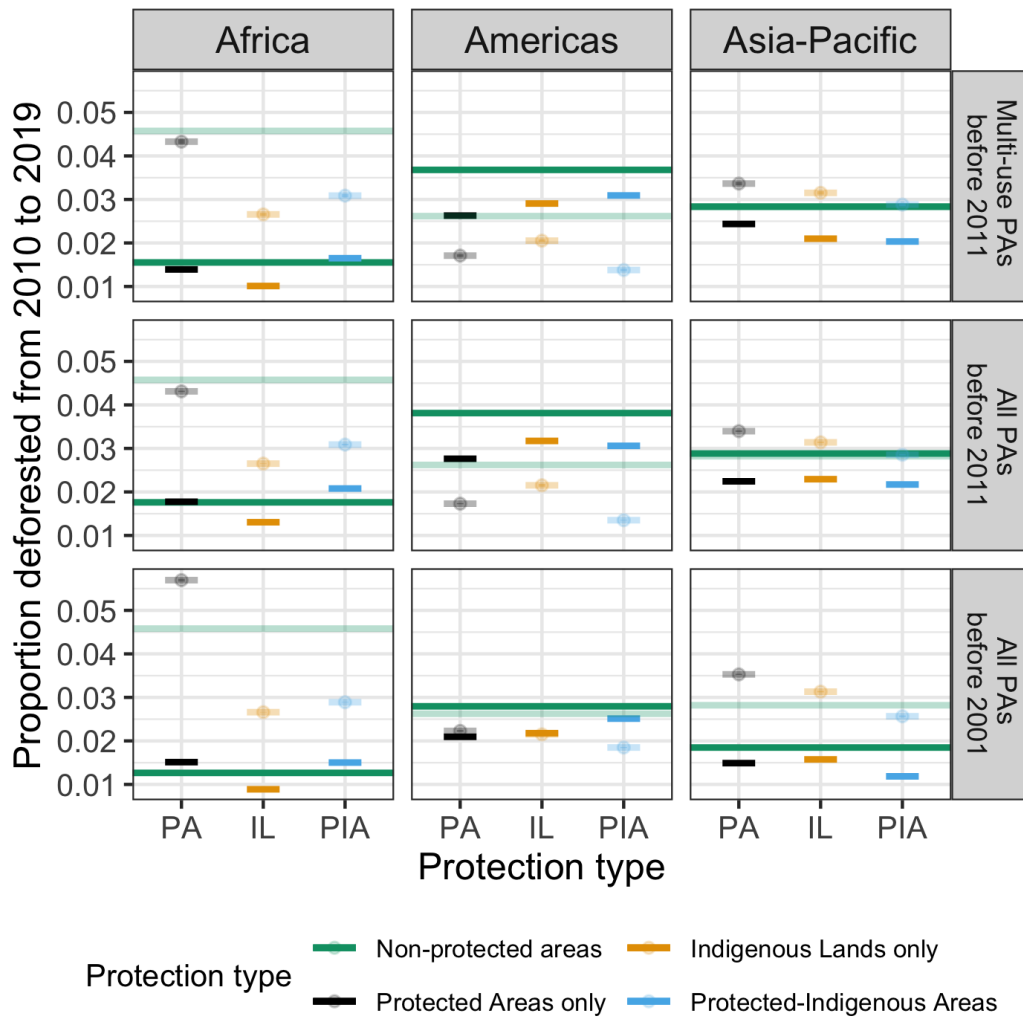 Africa
Americas
Asia-Pacific
Proportion deforested from 2010 to 2019
0.05
0.04
0.03
0.02
0.01
Multi-use PAs
before 2011
0.05
0.04
0.03
0.02
0.01
All PAs
before 2011
0.05
0.04
0.03
0.02
0.01
All PAs
before 2001
PA IL PIA
PA IL PIA
PA IL PIA
Protection type
Protection type
Non-protected areas
Indigenous Lands only
Protected Areas only
Protected-Indigenous Areas